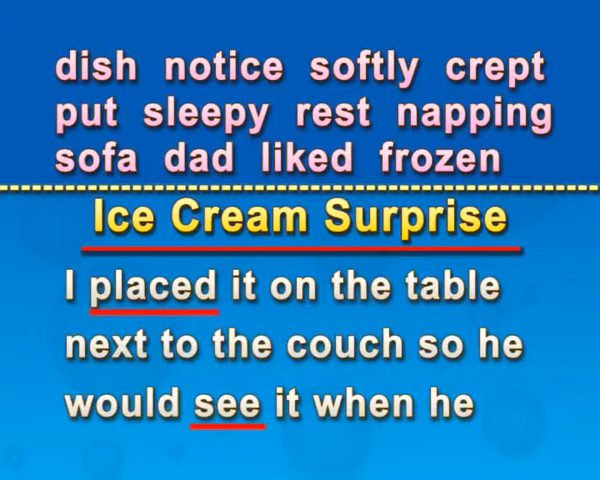 dish notice softly crept
put sleepy rest napping
sofa dad liked frozen
Ice Cream Surprise
I placed it on the table
next to the couch so he
would see it when he